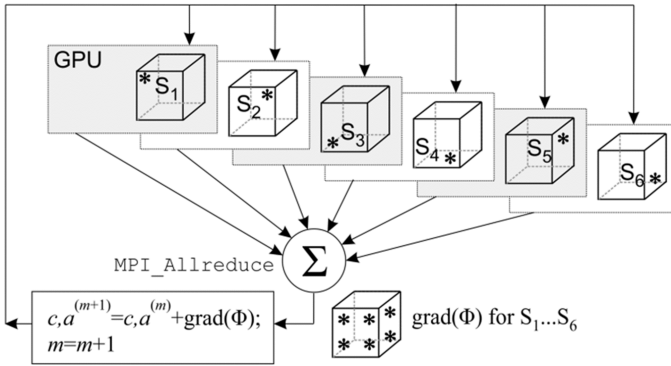 GPU
* S₁
S₂ *
* S₃
S₄ *
S₅ *
S₆ *
MPI_Allreduce
Σ
c,a⁽ᵐ⁺¹⁾=c,a⁽ᵐ⁾+grad(Φ);
m=m+1
* * *
* * *
grad(Φ) for S₁...S₆